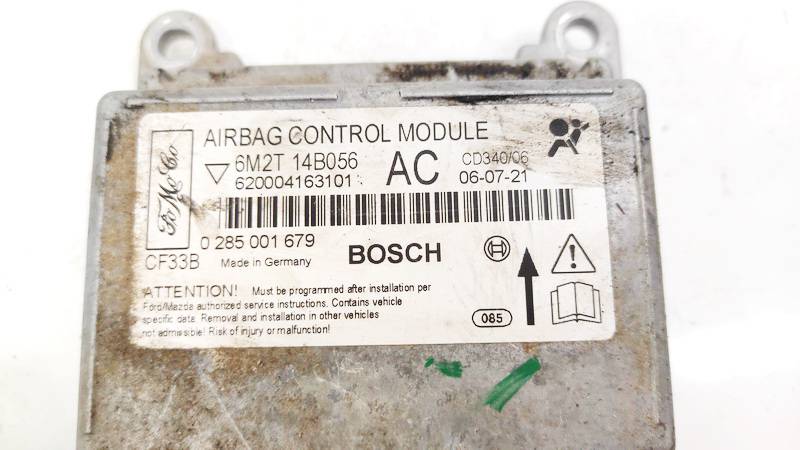 FoMoCo
AIRBAG CONTROL MODULE
6M2T 14B056 AC CD340/06
620004163101 06-07-21
0 285 001 679 BOSCH
CF33B Made in Germany
ATTENTION! Must be programmed after installation per
Ford/Mazda authorized service instructions. Contains vehicle
specific data. Removal and installation in other vehicles
not admissible! Risk of injury or malfunction!
085